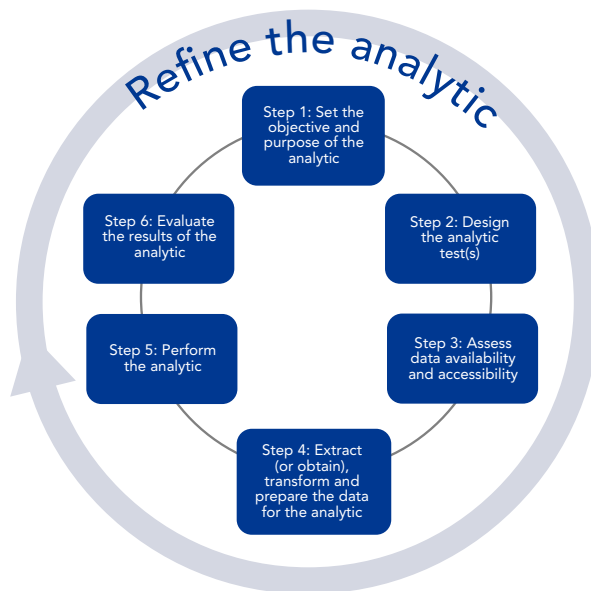 Refine the analytic
Step 1: Set the
objective and
purpose of the
analytic
Step 2: Design
the analytic
test(s)
Step 3: Assess
data availability
and accessibility
Step 4: Extract
(or obtain),
transform and
prepare the data
for the analytic
Step 5: Perform
the analytic
Step 6: Evaluate
the results of the
analytic